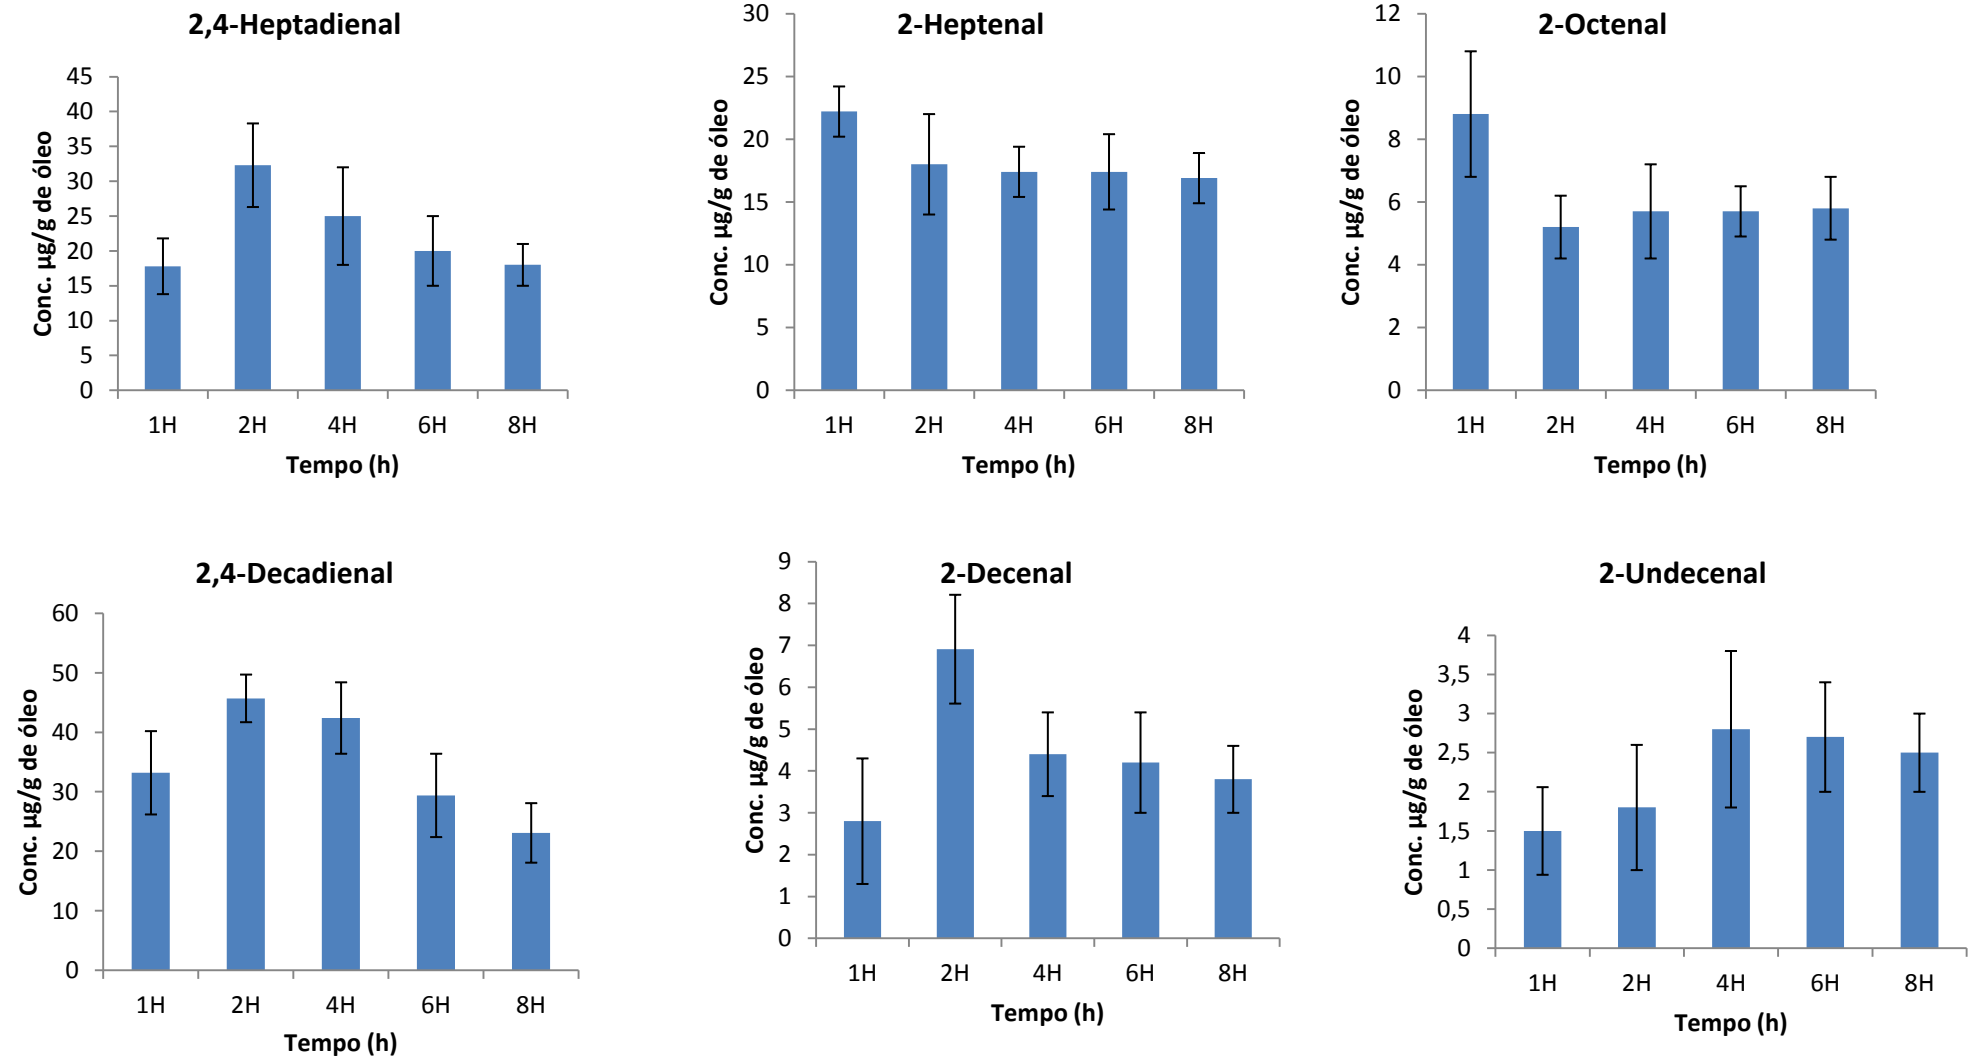 2,4-Heptadienal
Conc. µg/g de óleo
45
40
35
30
25
20
15
10
5
0
1H 2H 4H 6H 8H
Tempo (h)
2-Heptenal
Conc. µg/g de óleo
30
25
20
15
10
5
0
1H 2H 4H 6H 8H
Tempo (h)
2-Octenal
Conc. µg/g de óleo
12
10
8
6
4
2
0
1H 2H 4H 6H 8H
Tempo (h)
2,4-Decadienal
Conc. µg/g de óleo
60
50
40
30
20
10
0
1H 2H 4H 6H 8H
Tempo (h)
2-Decenal
Conc. µg/g de óleo
9
8
7
6
5
4
3
2
1
0
1H 2H 4H 6H 8H
Tempo (h)
2-Undecenal
Conc. µg/g de óleo
4
3,5
3
2,5
2
1,5
1
0,5
0
1H 2H 4H 6H 8H
Tempo (h)